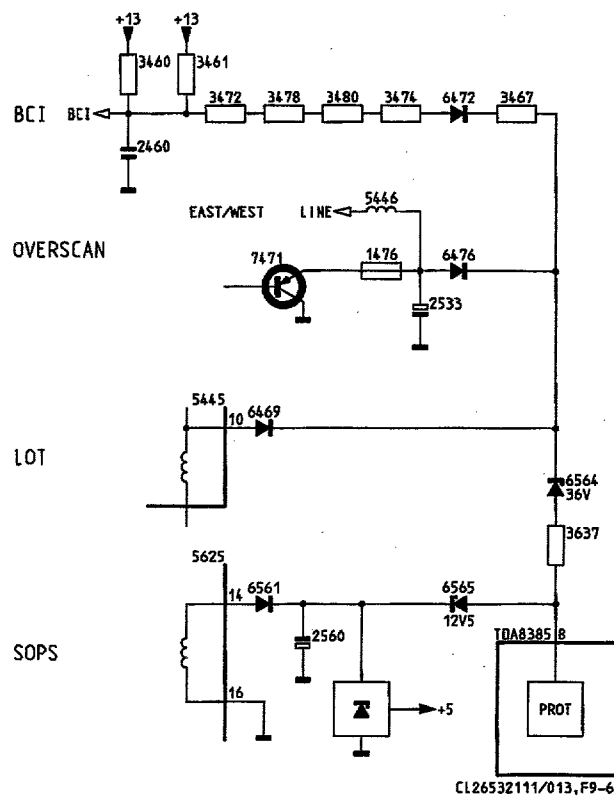 +13 +13
3460 3461
3472 3478 3480 3474 6472 3467
BCI BCI
2460
5446
EAST/WEST LINE
OVERSCAN
7471 1476 6476
2533
5445
10 6469
LOT
6564
36V
3637
5625
14 6561 6565
12V5
2560
TDA8385 8
SOPS
16
+5 PROT
CL26532111/013,F9-6